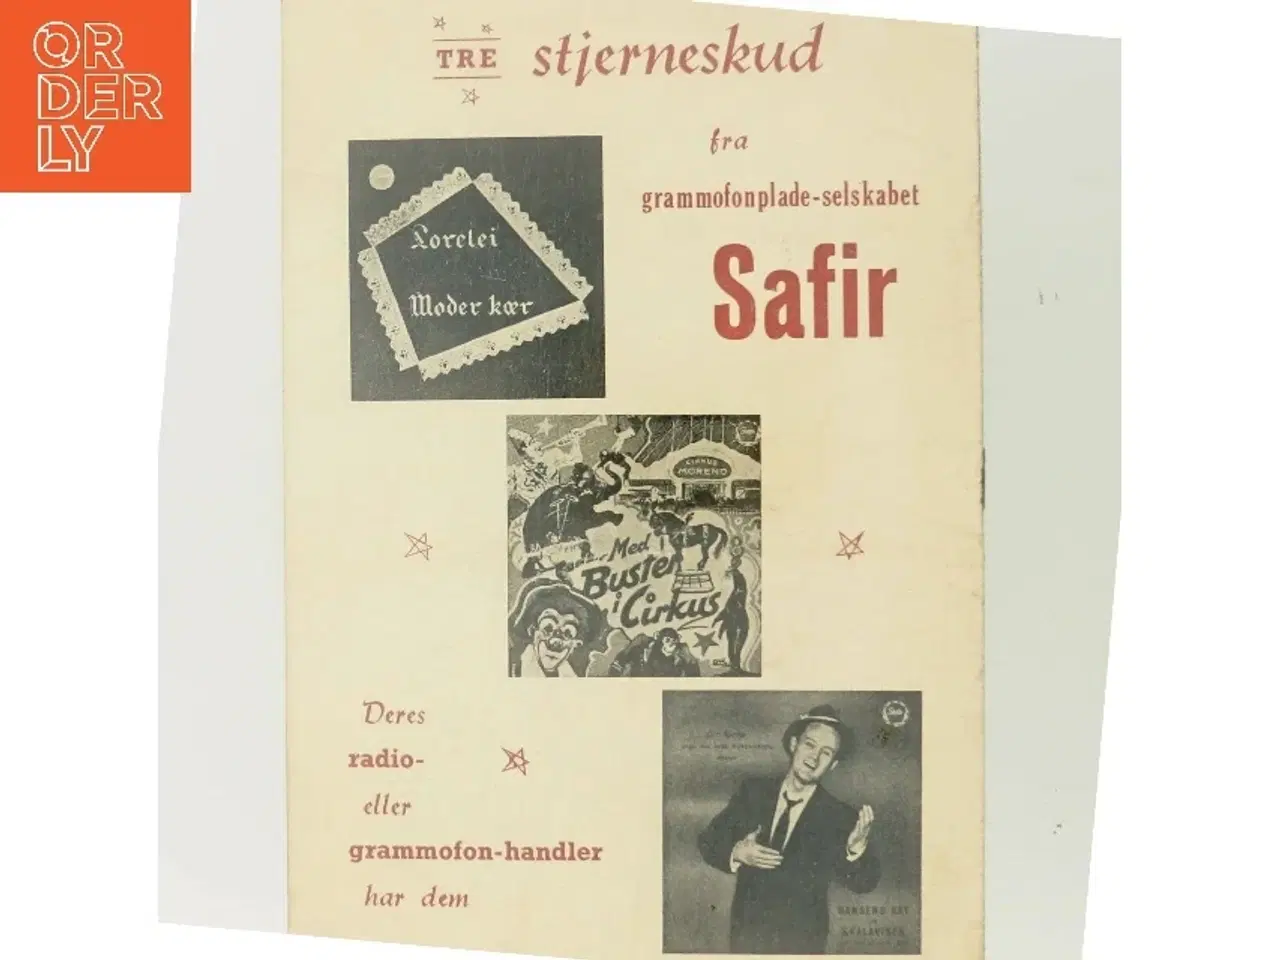 ORDERLY
TRE stjerneskud
fra
grammofonplade-selskabet
Safir
Lorelei
Moder kær
CIRKUS
MORENO
Med
Buster
i Cirkus
Deres
radio-
eller
grammofon-handler
har dem